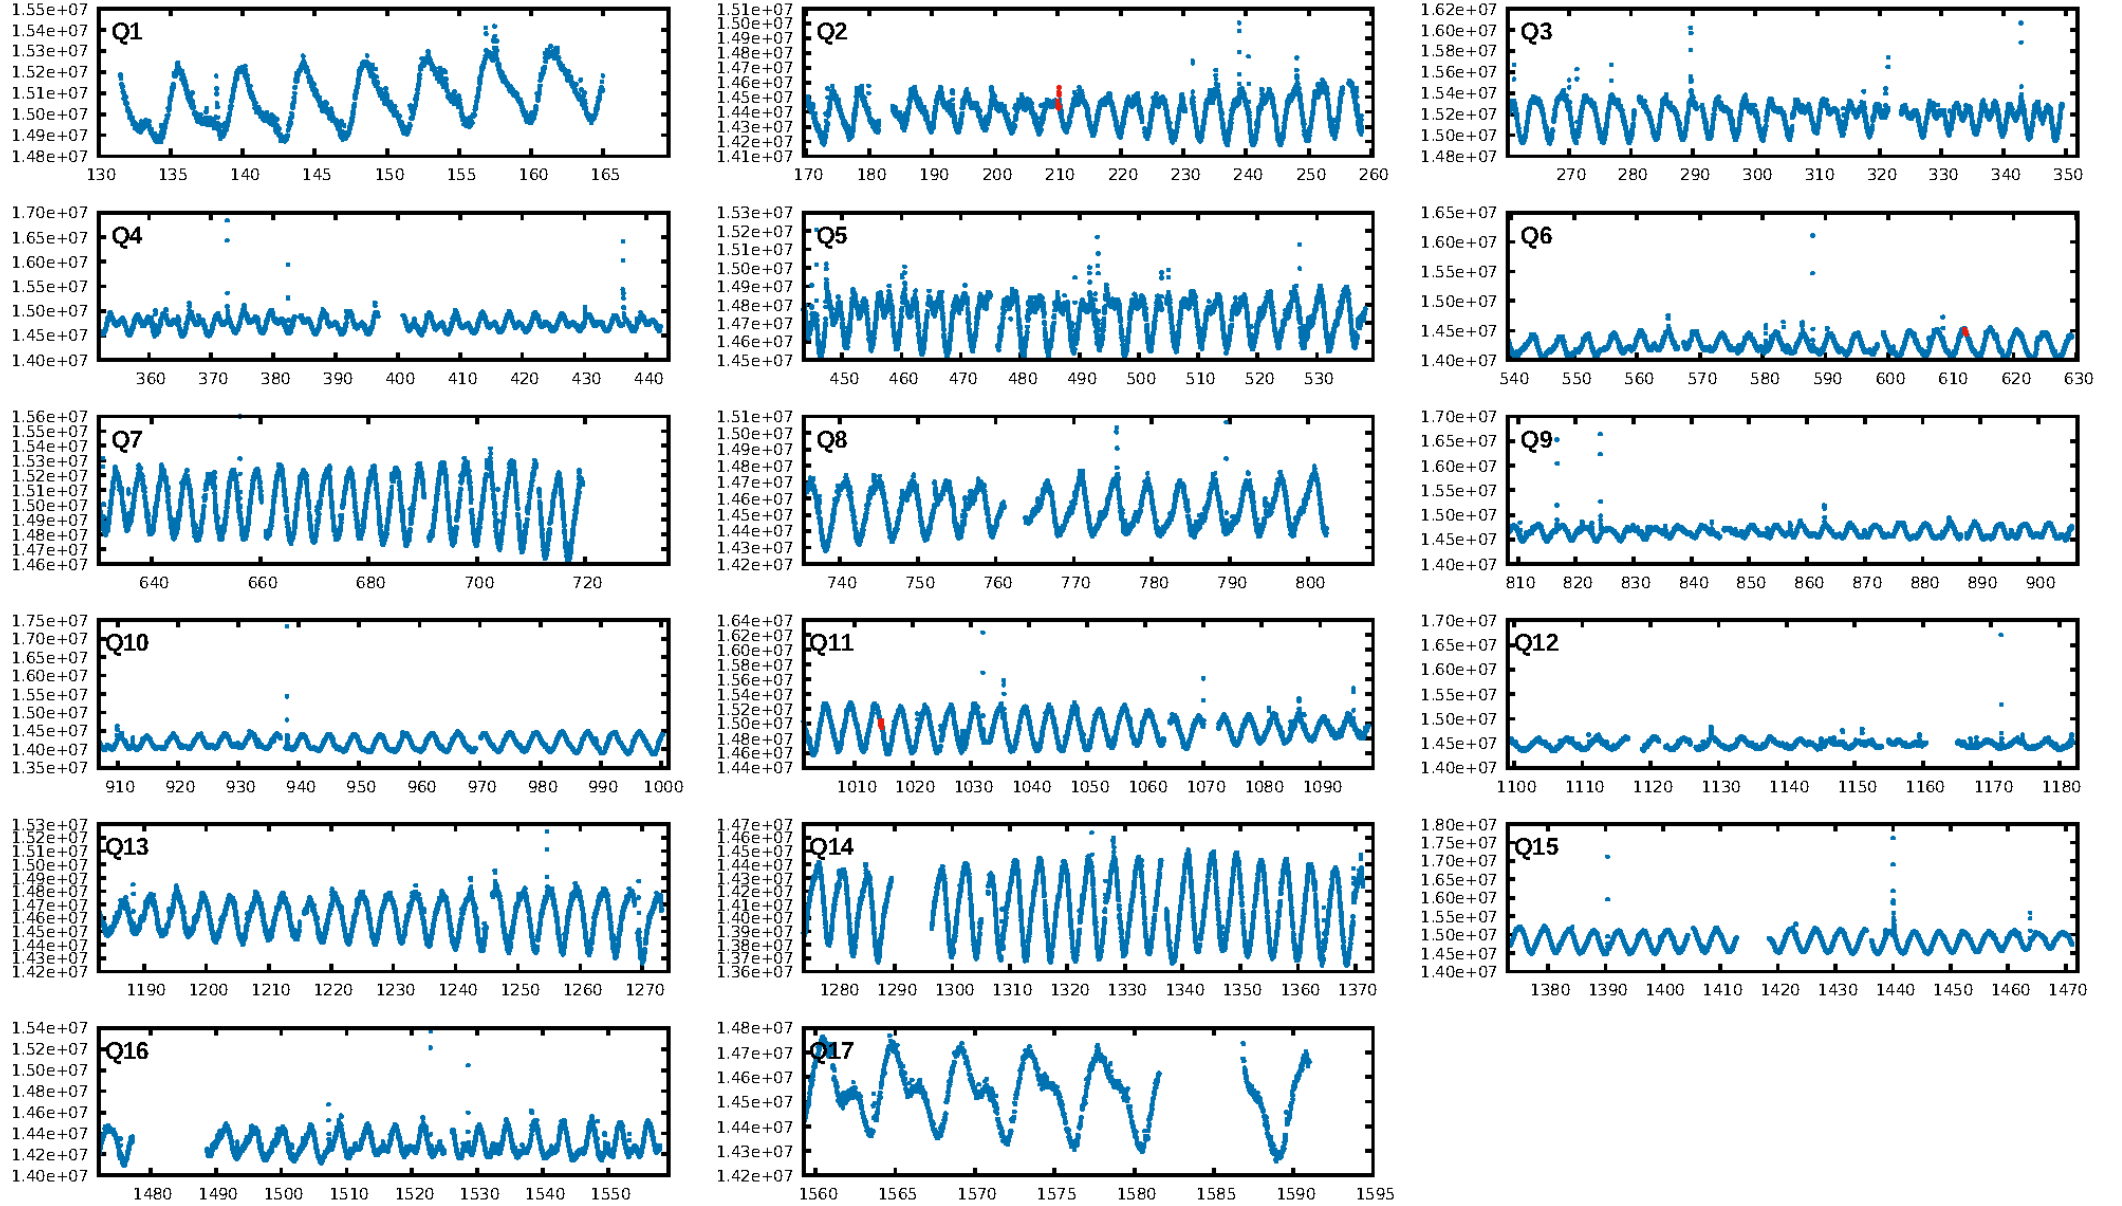 1.55e+07
Q1
1.54e+07
1.53e+07
1.52e+07
1.51e+07
1.50e+07
1.49e+07
1.48e+07
130 135 140 145 150 155 160 165
1.51e+07
Q2
1.50e+07
1.49e+07
1.48e+07
1.47e+07
1.46e+07
1.45e+07
1.44e+07
1.43e+07
1.42e+07
1.41e+07
170 180 190 200 210 220 230 240 250 260
1.62e+07
Q3
1.60e+07
1.58e+07
1.56e+07
1.54e+07
1.52e+07
1.50e+07
1.48e+07
270 280 290 300 310 320 330 340 350
1.70e+07
Q4
1.65e+07
1.60e+07
1.55e+07
1.50e+07
1.45e+07
1.40e+07
360 370 380 390 400 410 420 430 440
1.53e+07
Q5
1.52e+07
1.51e+07
1.50e+07
1.49e+07
1.48e+07
1.47e+07
1.46e+07
1.45e+07
450 460 470 480 490 500 510 520 530
1.65e+07
Q6
1.60e+07
1.55e+07
1.50e+07
1.45e+07
1.40e+07
540 550 560 570 580 590 600 610 620 630
1.56e+07
Q7
1.55e+07
1.54e+07
1.53e+07
1.52e+07
1.51e+07
1.50e+07
1.49e+07
1.48e+07
1.47e+07
1.46e+07
640 660 680 700 720
1.51e+07
Q8
1.50e+07
1.49e+07
1.48e+07
1.47e+07
1.46e+07
1.45e+07
1.44e+07
1.43e+07
1.42e+07
740 750 760 770 780 790 800
1.70e+07
Q9
1.65e+07
1.60e+07
1.55e+07
1.50e+07
1.45e+07
1.40e+07
810 820 830 840 850 860 870 880 890 900
1.75e+07
Q10
1.70e+07
1.65e+07
1.60e+07
1.55e+07
1.50e+07
1.45e+07
1.40e+07
1.35e+07
910 920 930 940 950 960 970 980 990 1000
1.64e+07
Q11
1.62e+07
1.60e+07
1.58e+07
1.56e+07
1.54e+07
1.52e+07
1.50e+07
1.48e+07
1.46e+07
1.44e+07
1010 1020 1030 1040 1050 1060 1070 1080 1090
1.70e+07
Q12
1.65e+07
1.60e+07
1.55e+07
1.50e+07
1.45e+07
1.40e+07
1100 1110 1120 1130 1140 1150 1160 1170 1180
1.53e+07
Q13
1.52e+07
1.51e+07
1.50e+07
1.49e+07
1.48e+07
1.47e+07
1.46e+07
1.45e+07
1.44e+07
1.43e+07
1.42e+07
1190 1200 1210 1220 1230 1240 1250 1260 1270
1.47e+07
Q14
1.46e+07
1.45e+07
1.44e+07
1.43e+07
1.42e+07
1.41e+07
1.40e+07
1.39e+07
1.38e+07
1.37e+07
1.36e+07
1280 1290 1300 1310 1320 1330 1340 1350 1360 1370
1.80e+07
Q15
1.75e+07
1.70e+07
1.65e+07
1.60e+07
1.55e+07
1.50e+07
1.45e+07
1.40e+07
1380 1390 1400 1410 1420 1430 1440 1450 1460 1470
1.54e+07
Q16
1.52e+07
1.50e+07
1.48e+07
1.46e+07
1.44e+07
1.42e+07
1.40e+07
1480 1490 1500 1510 1520 1530 1540 1550
1.48e+07
Q17
1.47e+07
1.46e+07
1.45e+07
1.44e+07
1.43e+07
1.42e+07
1560 1565 1570 1575 1580 1585 1590 1595